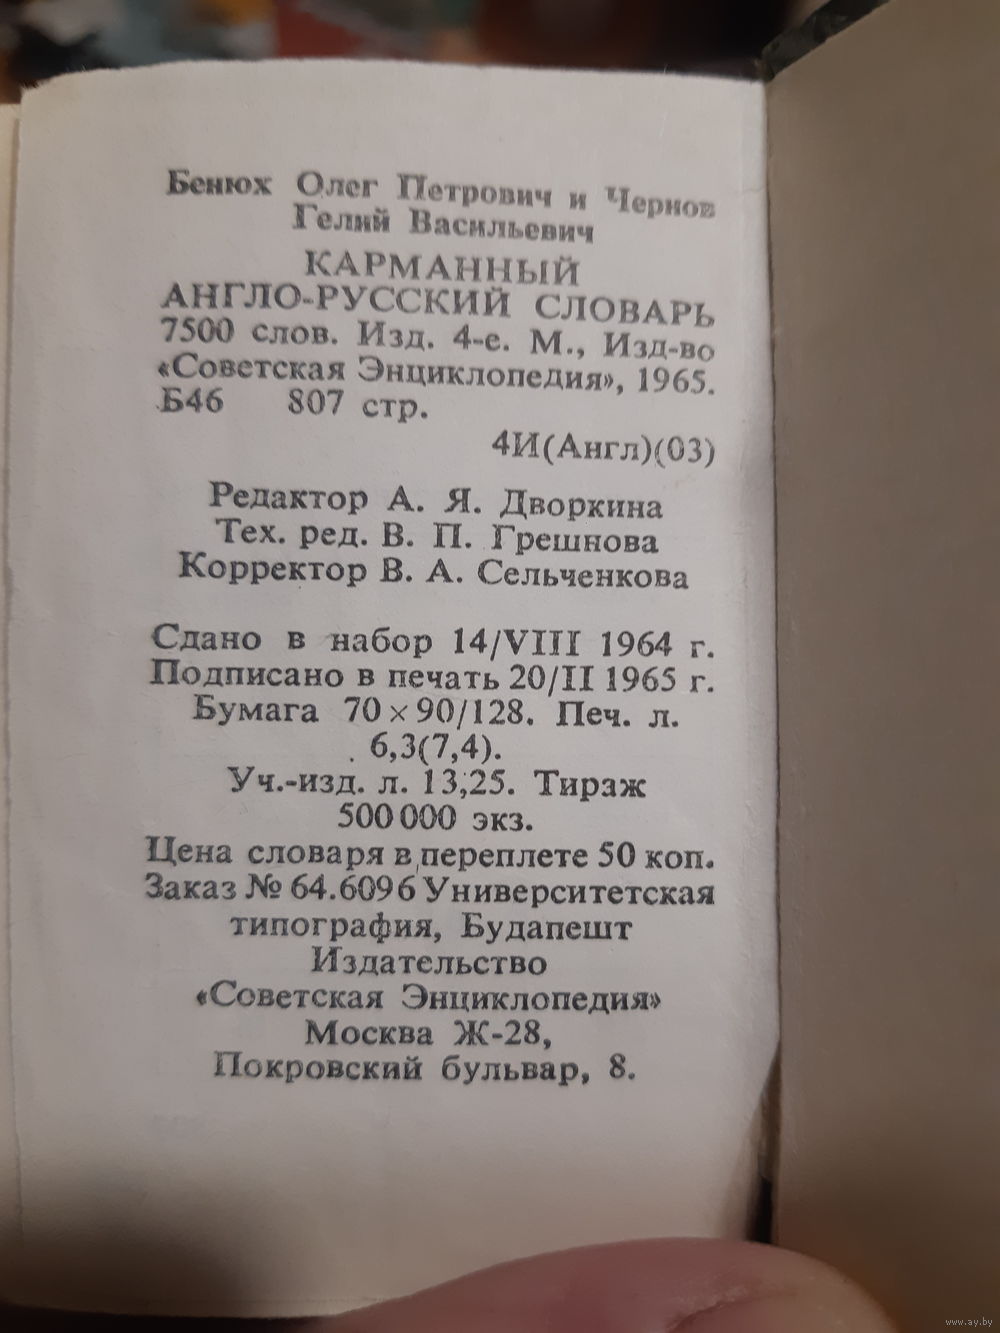 Бенюх Олег Петрович и Чернов
Гелий Васильевич
КАРМАННЫЙ
АНГЛО-РУССКИЙ СЛОВАРЬ
7500 слов. Изд. 4-е. М., Изд-во
«Советская Энциклопедия», 1965.
Б46 807 стр.
4И(Англ)(03)
Редактор А. Я. Дворкина
Тех. ред. В. П. Грешнова
Корректор В. А. Сельченкова
Сдано в набор 14/VIII 1964 г.
Подписано в печать 20/II 1965 г.
Бумага 70×90/128. Печ. л.
6,3(7,4).
Уч.-изд. л. 13,25. Тираж
500 000 экз.
Цена словаря в переплете 50 коп.
Заказ № 64.6096 Университетская
типография, Будапешт
Издательство
«Советская Энциклопедия»
Москва Ж-28,
Покровский бульвар, 8.
www.ay.by